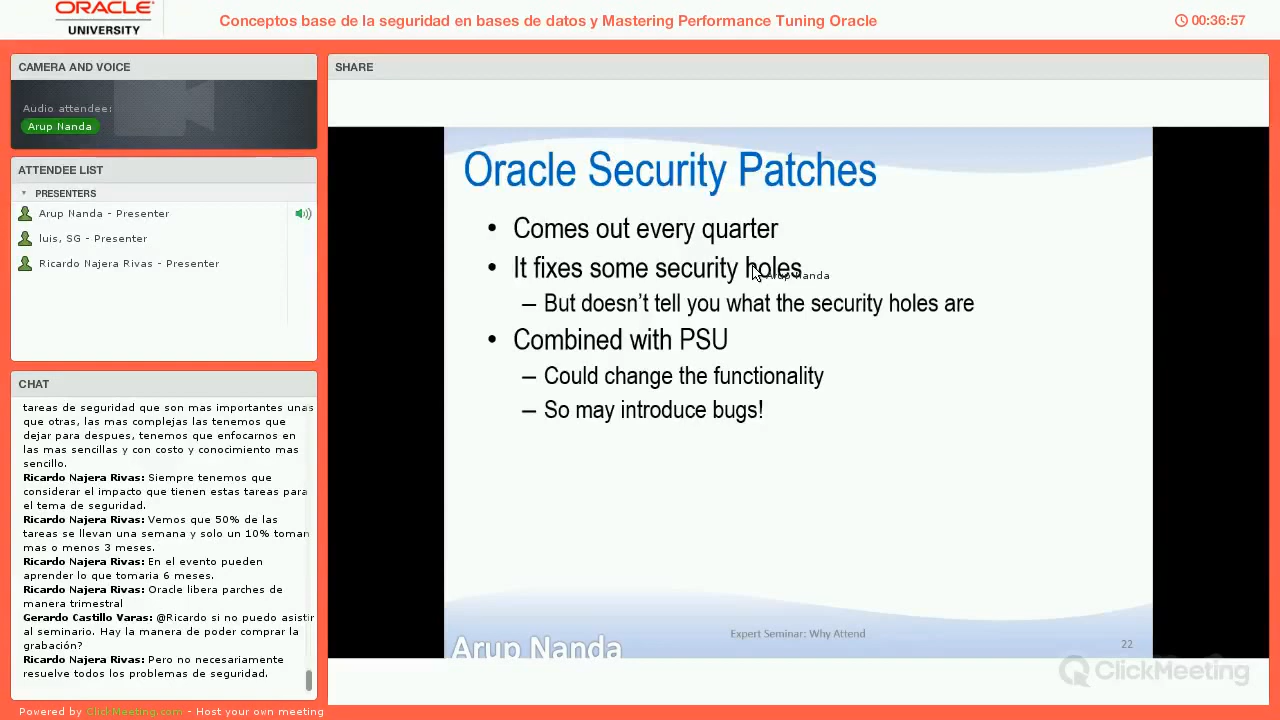 ORACLE
UNIVERSITY
Conceptos base de la seguridad en bases de datos y Mastering Performance Tuning Oracle
00:36:57
CAMERA AND VOICE
Audio attendee:
Arup Nanda
ATTENDEE LIST
PRESENTERS
Arup Nanda - Presenter
luis, SG - Presenter
Ricardo Najera Rivas - Presenter
CHAT
tareas de seguridad que son mas importantes unas
que otras, las mas complejas las tenemos que
dejar para despues, tenemos que enfocarnos en
las mas sencillas y con costo y conocimiento mas
sencillo.
Ricardo Najera Rivas: Siempre tenemos que
considerar el impacto que tienen estas tareas para
el tema de seguridad.
Ricardo Najera Rivas: Vemos que 50% de las
tareas se llevan una semana y solo un 10% toman
mas o menos 3 meses.
Ricardo Najera Rivas: En el evento pueden
aprender lo que tomaria 6 meses.
Ricardo Najera Rivas: Oracle libera parches de
manera trimestral
Gerardo Castillo Varas: @Ricardo si no puedo asistir
al seminario. Hay la manera de poder comprar la
grabación?
Ricardo Najera Rivas: Pero no necesariamente
resuelve todos los problemas de seguridad.
Powered by ClickMeeting.com - Host your own meeting
SHARE
Oracle Security Patches
• Comes out every quarter
• It fixes some security holes
Arup Nanda
– But doesn't tell you what the security holes are
• Combined with PSU
– Could change the functionality
– So may introduce bugs!
Expert Seminar: Why Attend
22
Arup Nanda
ClickMeeting